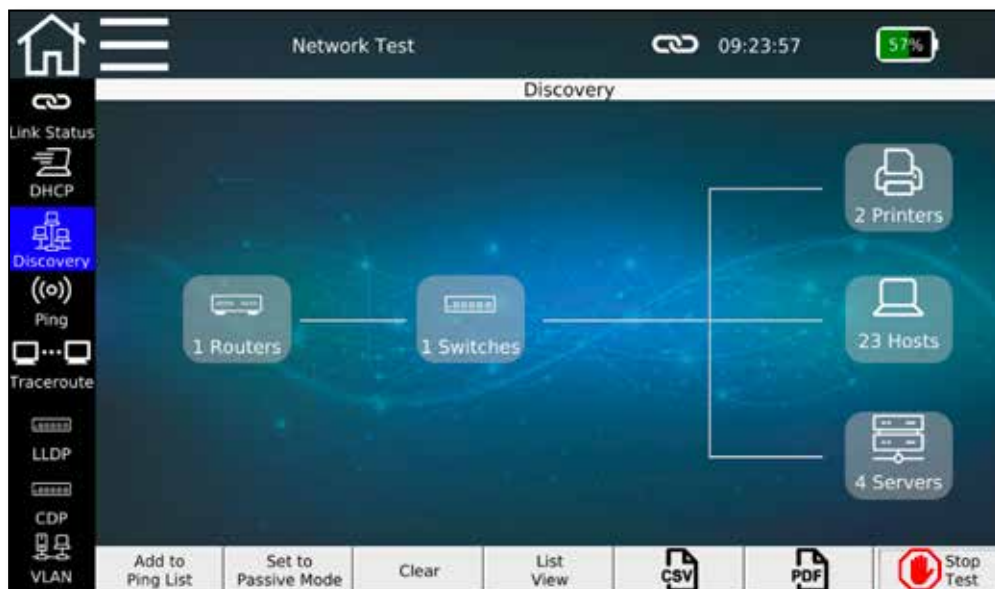 Network Test
09:23:57
57%
Discovery
Link Status
DHCP
Discovery
Ping
Traceroute
LLDP
CDP
VLAN
2 Printers
1 Routers
1 Switches
23 Hosts
4 Servers
Add to
Ping List
Set to
Passive Mode
Clear
List
View
CSV
PDF
Stop
Test